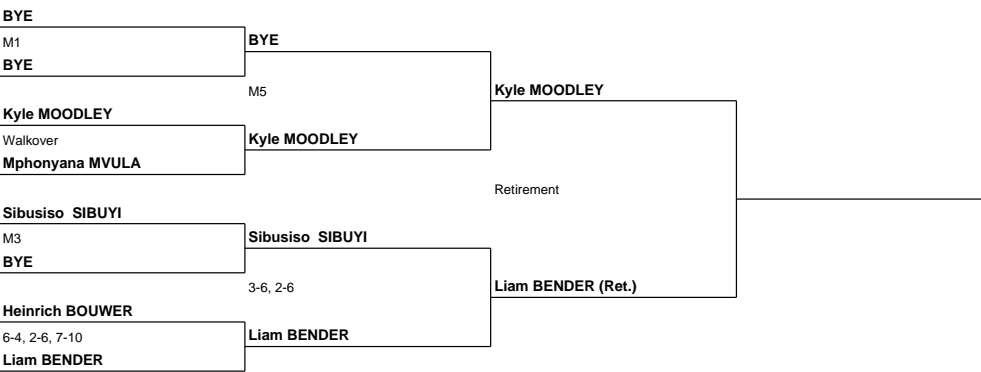 BYE
M1
BYE
BYE
M5
Kyle MOODLEY
Kyle MOODLEY
Walkover
Mphonyana MVULA
Kyle MOODLEY
Retirement
Sibusiso  SIBUYI
M3
BYE
Sibusiso  SIBUYI
3-6, 2-6
Liam BENDER (Ret.)
Heinrich BOUWER
6-4, 2-6, 7-10
Liam BENDER
Liam BENDER